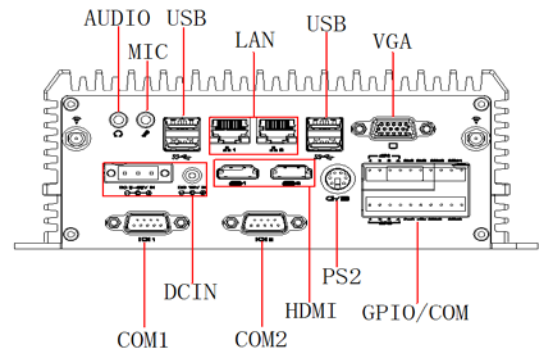 AUDIO USB
MIC
LAN
USB
VGA
DCIN
PS2
HDMI
GPIO/COM
COM1
COM2